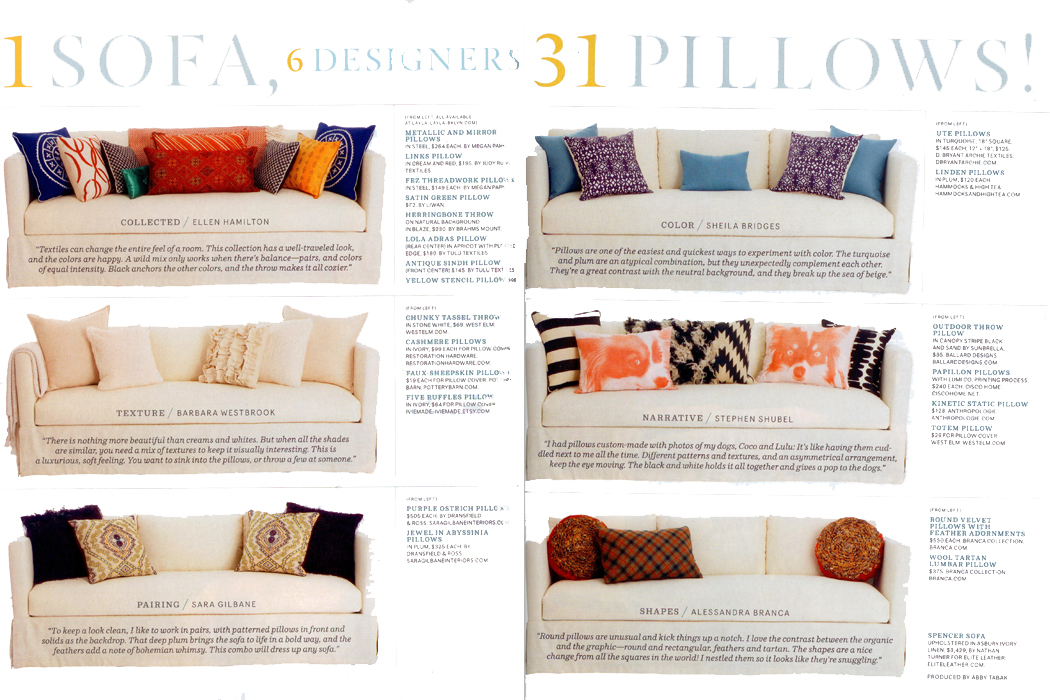 1 SOFA, 6 DESIGNERS 31 PILLOWS!
COLLECTED / ELLEN HAMILTON
"Textiles can change the entire feel of a room. This collection has a well-traveled look,
and the colors are happy. A wild mix only works when there's balance—pairs, and colors
of equal intensity. Black anchors the other colors, and the throw makes it all cozier."
(FROM LEFT; ALL AVAILABLE
METALLIC AND MIRROR
PILLOWS
IN STEEL, $264 EACH, BY MEGAN
LINKS PILLOW
IN CREAM AND RED, $195, BY JUDY
TEXTILES.
FEZ THREADWORK PILLOWS
IN STEEL, $149 EACH, BY MEGAN
SATIN GREEN PILLOW
$72, BY LIWAN.
HERRINGBONE THROW
ON NATURAL BACKGROUND
IN BLAZE, $230, BY BRAHMS MOUNT.
LOLA ADRAS PILLOW
(REAR CENTER) IN APRICOT WITH
EDGE, $180, BY TULU TEXTILES
ANTIQUE SINDH PILLOW
(FRONT CENTER) $145, BY TULU
YELLOW STENCIL PILLOW
TEXTURE / BARBARA WESTBROOK
"There is nothing more beautiful than creams and whites. But when all the shades
are similar, you need a mix of textures to keep it visually interesting. This is
a luxurious, soft feeling. You want to sink into the pillows, or throw a few at someone."
(FROM LEFT)
CHUNKY TASSEL THROW
IN STONE WHITE, $69. WEST ELM.
WESTELM.COM
CASHMERE PILLOWS
IN IVORY, $99 EACH FOR PILLOW COVER.
RESTORATION HARDWARE.
RESTORATIONHARDWARE.COM
FAUX-SHEEPSKIN PILLOW
$19 EACH FOR PILLOW COVER. POTTERY
BARN. POTTERYBARN.COM
FIVE RUFFLES PILLOW
IN IVORY, $64 FOR PILLOW COVER.
IVIEMADE. IVIEMADE.ETSY.COM
PAIRING / SARA GILBANE
"To keep a look clean, I like to work in pairs, with patterned pillows in front and
solids as the backdrop. That deep plum brings the sofa to life in a bold way, and the
feathers add a note of bohemian whimsy. This combo will dress up any sofa."
(FROM LEFT)
PURPLE OSTRICH PILLOWS
$505 EACH, BY DRANSFIELD
& ROSS. SARAGILBANEINTERIORS.COM
JEWEL IN ABYSSINIA
PILLOWS
IN PLUM, $325 EACH, BY
DRANSFIELD & ROSS.
SARAGILBANEINTERIORS.COM
COLOR / SHEILA BRIDGES
"Pillows are one of the easiest and quickest ways to experiment with color. The turquoise
and plum are an atypical combination, but they unexpectedly complement each other.
They're a great contrast with the neutral background, and they break up the sea of beige."
(FROM LEFT)
UTE PILLOWS
IN TURQUOISE, 18" SQUARE,
$145 EACH; 12" × 18", $125.
D. BRYANT ARCHIE TEXTILES.
DBRYANTARCHIE.COM
LINDEN PILLOWS
IN PLUM, $120 EACH.
HAMMOCKS & HIGH TEA.
HAMMOCKSANDHIGHTEA.COM
NARRATIVE / STEPHEN SHUBEL
"I had pillows custom-made with photos of my dogs, Coco and Lulu: It's like having them cud-
dled next to me all the time. Different patterns and textures, and an asymmetrical arrangement,
keep the eye moving. The black and white holds it all together and gives a pop to the dogs."
(FROM LEFT)
OUTDOOR THROW
PILLOW
IN CANOPY STRIPE BLACK
AND SAND BY SUNBRELLA,
$35. BALLARD DESIGNS.
BALLARDDESIGNS.COM
PAPILLON PILLOWS
WITH LUMI CO. PRINTING PROCESS,
$240 EACH. DISCO HOME.
DISCOHOME.NET
KINETIC STATIC PILLOW
$128. ANTHROPOLOGIE.
ANTHROPOLOGIE.COM
TOTEM PILLOW
$29 FOR PILLOW COVER.
WEST ELM. WESTELM.COM
SHAPES / ALESSANDRA BRANCA
"Round pillows are unusual and kick things up a notch. I love the contrast between the organic
and the graphic—round and rectangular, feathers and tartan. The shapes are a nice
change from all the squares in the world! I nestled them so it looks like they're snuggling."
(FROM LEFT)
ROUND VELVET
PILLOWS WITH
FEATHER ADORNMENTS
$550 EACH. BRANCA COLLECTION.
BRANCA.COM
WOOL TARTAN
LUMBAR PILLOW
$375. BRANCA COLLECTION.
BRANCA.COM
SPENCER SOFA
UPHOLSTERED IN ASBURY IVORY
LINEN, $3,429, BY NATHAN
TURNER FOR ELITE LEATHER.
ELITELEATHER.COM
PRODUCED BY ABBY TABAK